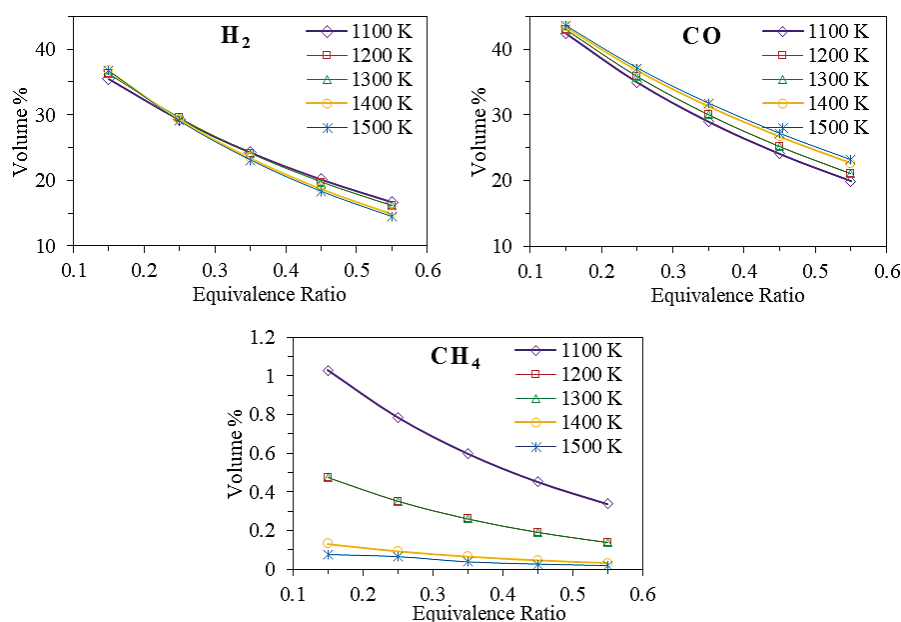 H2
1100 K
1200 K
1300 K
1400 K
1500 K
Volume %
40
30
20
10
0.1 0.2 0.3 0.4 0.5 0.6
Equivalence Ratio
CO
1100 K
1200 K
1300 K
1400 K
1500 K
Volume %
40
30
20
10
0.1 0.2 0.3 0.4 0.5 0.6
Equivalence Ratio
CH4
1100 K
1200 K
1300 K
1400 K
1500 K
Volume %
1.2
1
0.8
0.6
0.4
0.2
0
0.1 0.2 0.3 0.4 0.5 0.6
Equivalence Ratio